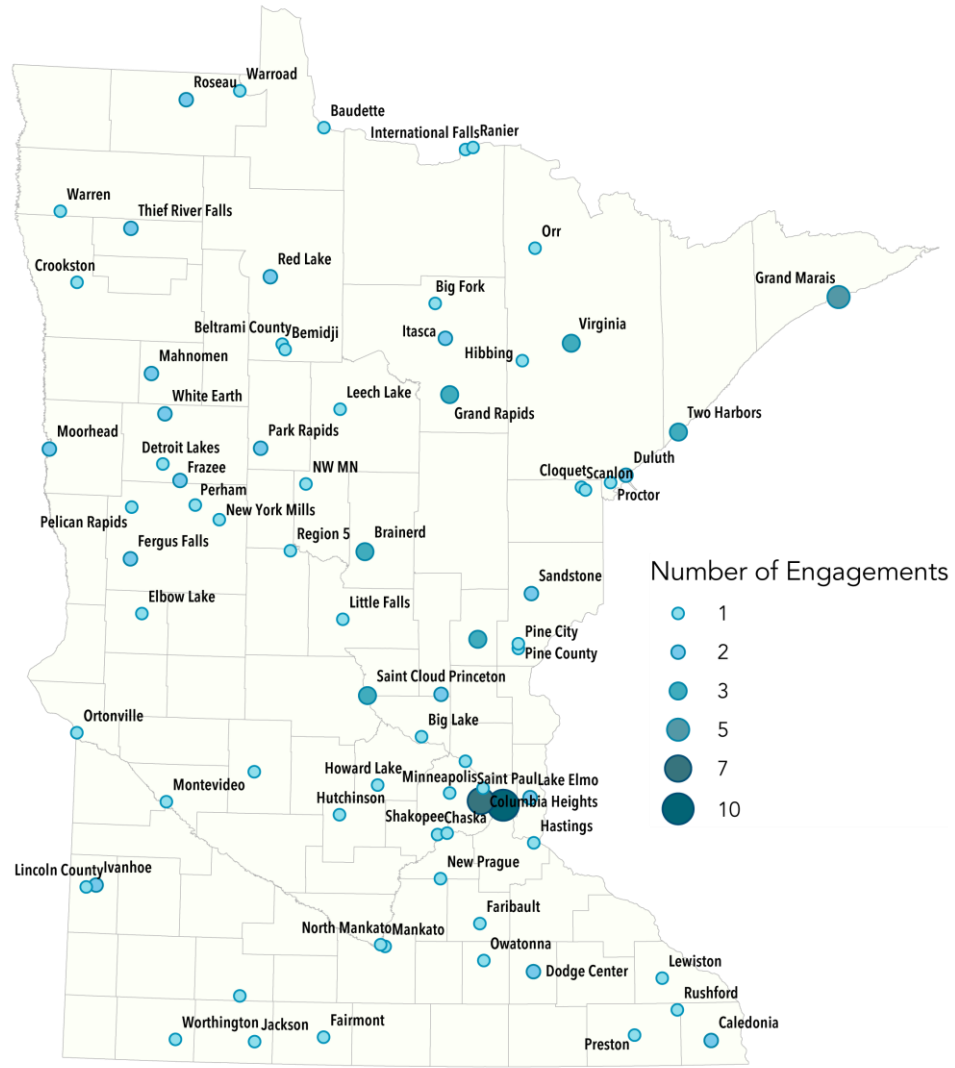 Warroad
Roseau
Baudette
International Falls
Ranier
Warren
Thief River Falls
Orr
Crookston
Red Lake
Grand Marais
Big Fork
Beltrami County
Bemidji
Itasca
Virginia
Hibbing
Mahnomen
White Earth
Leech Lake
Grand Rapids
Two Harbors
Moorhead
Park Rapids
Detroit Lakes
Frazee
NW MN
Cloquet
Scanlon
Duluth
Proctor
Perham
Pelican Rapids
New York Mills
Fergus Falls
Region 5
Brainerd
Sandstone
Elbow Lake
Little Falls
Pine City
Pine County
Saint Cloud
Princeton
Ortonville
Big Lake
Montevideo
Howard Lake
Minneapolis
Saint Paul
Lake Elmo
Hutchinson
Columbia Heights
Shakopee
Chaska
Hastings
Lincoln County
Ivanhoe
New Prague
Faribault
North Mankato
Mankato
Owatonna
Dodge Center
Lewiston
Rushford
Worthington
Jackson
Fairmont
Preston
Caledonia
Number of Engagements
1
2
3
5
7
10